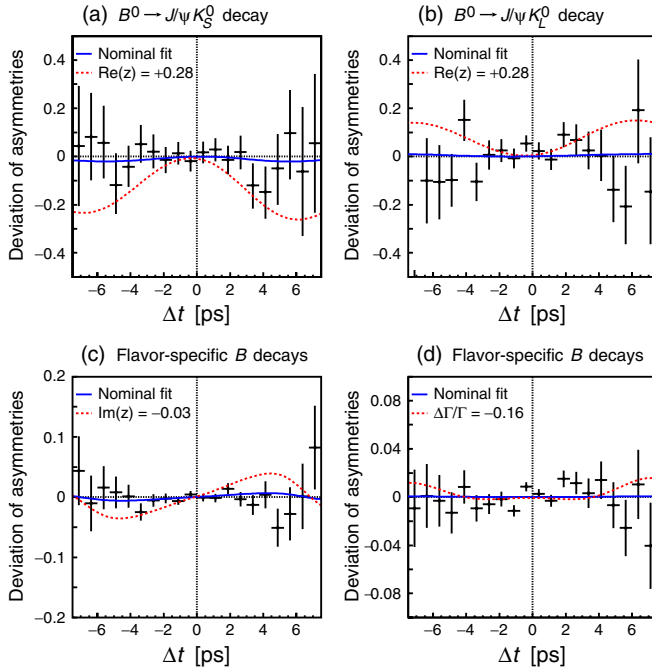 (a) B⁰ → J/ψ K⁰_S decay
Deviation of asymmetries
0.4
0.2
0
−0.2
−0.4
Nominal fit
Re(z) = +0.28
−6 −4 −2 0 2 4 6
Δt [ps]
(b) B⁰ → J/ψ K⁰_L decay
Deviation of asymmetries
0.4
0.2
0
−0.2
−0.4
Nominal fit
Re(z) = +0.28
−6 −4 −2 0 2 4 6
Δt [ps]
(c) Flavor-specific B decays
Deviation of asymmetries
0.2
0.1
0
−0.1
−0.2
Nominal fit
Im(z) = −0.03
−6 −4 −2 0 2 4 6
Δt [ps]
(d) Flavor-specific B decays
Deviation of asymmetries
0.08
0.04
0
−0.04
−0.08
Nominal fit
ΔΓ/Γ = −0.16
−6 −4 −2 0 2 4 6
Δt [ps]